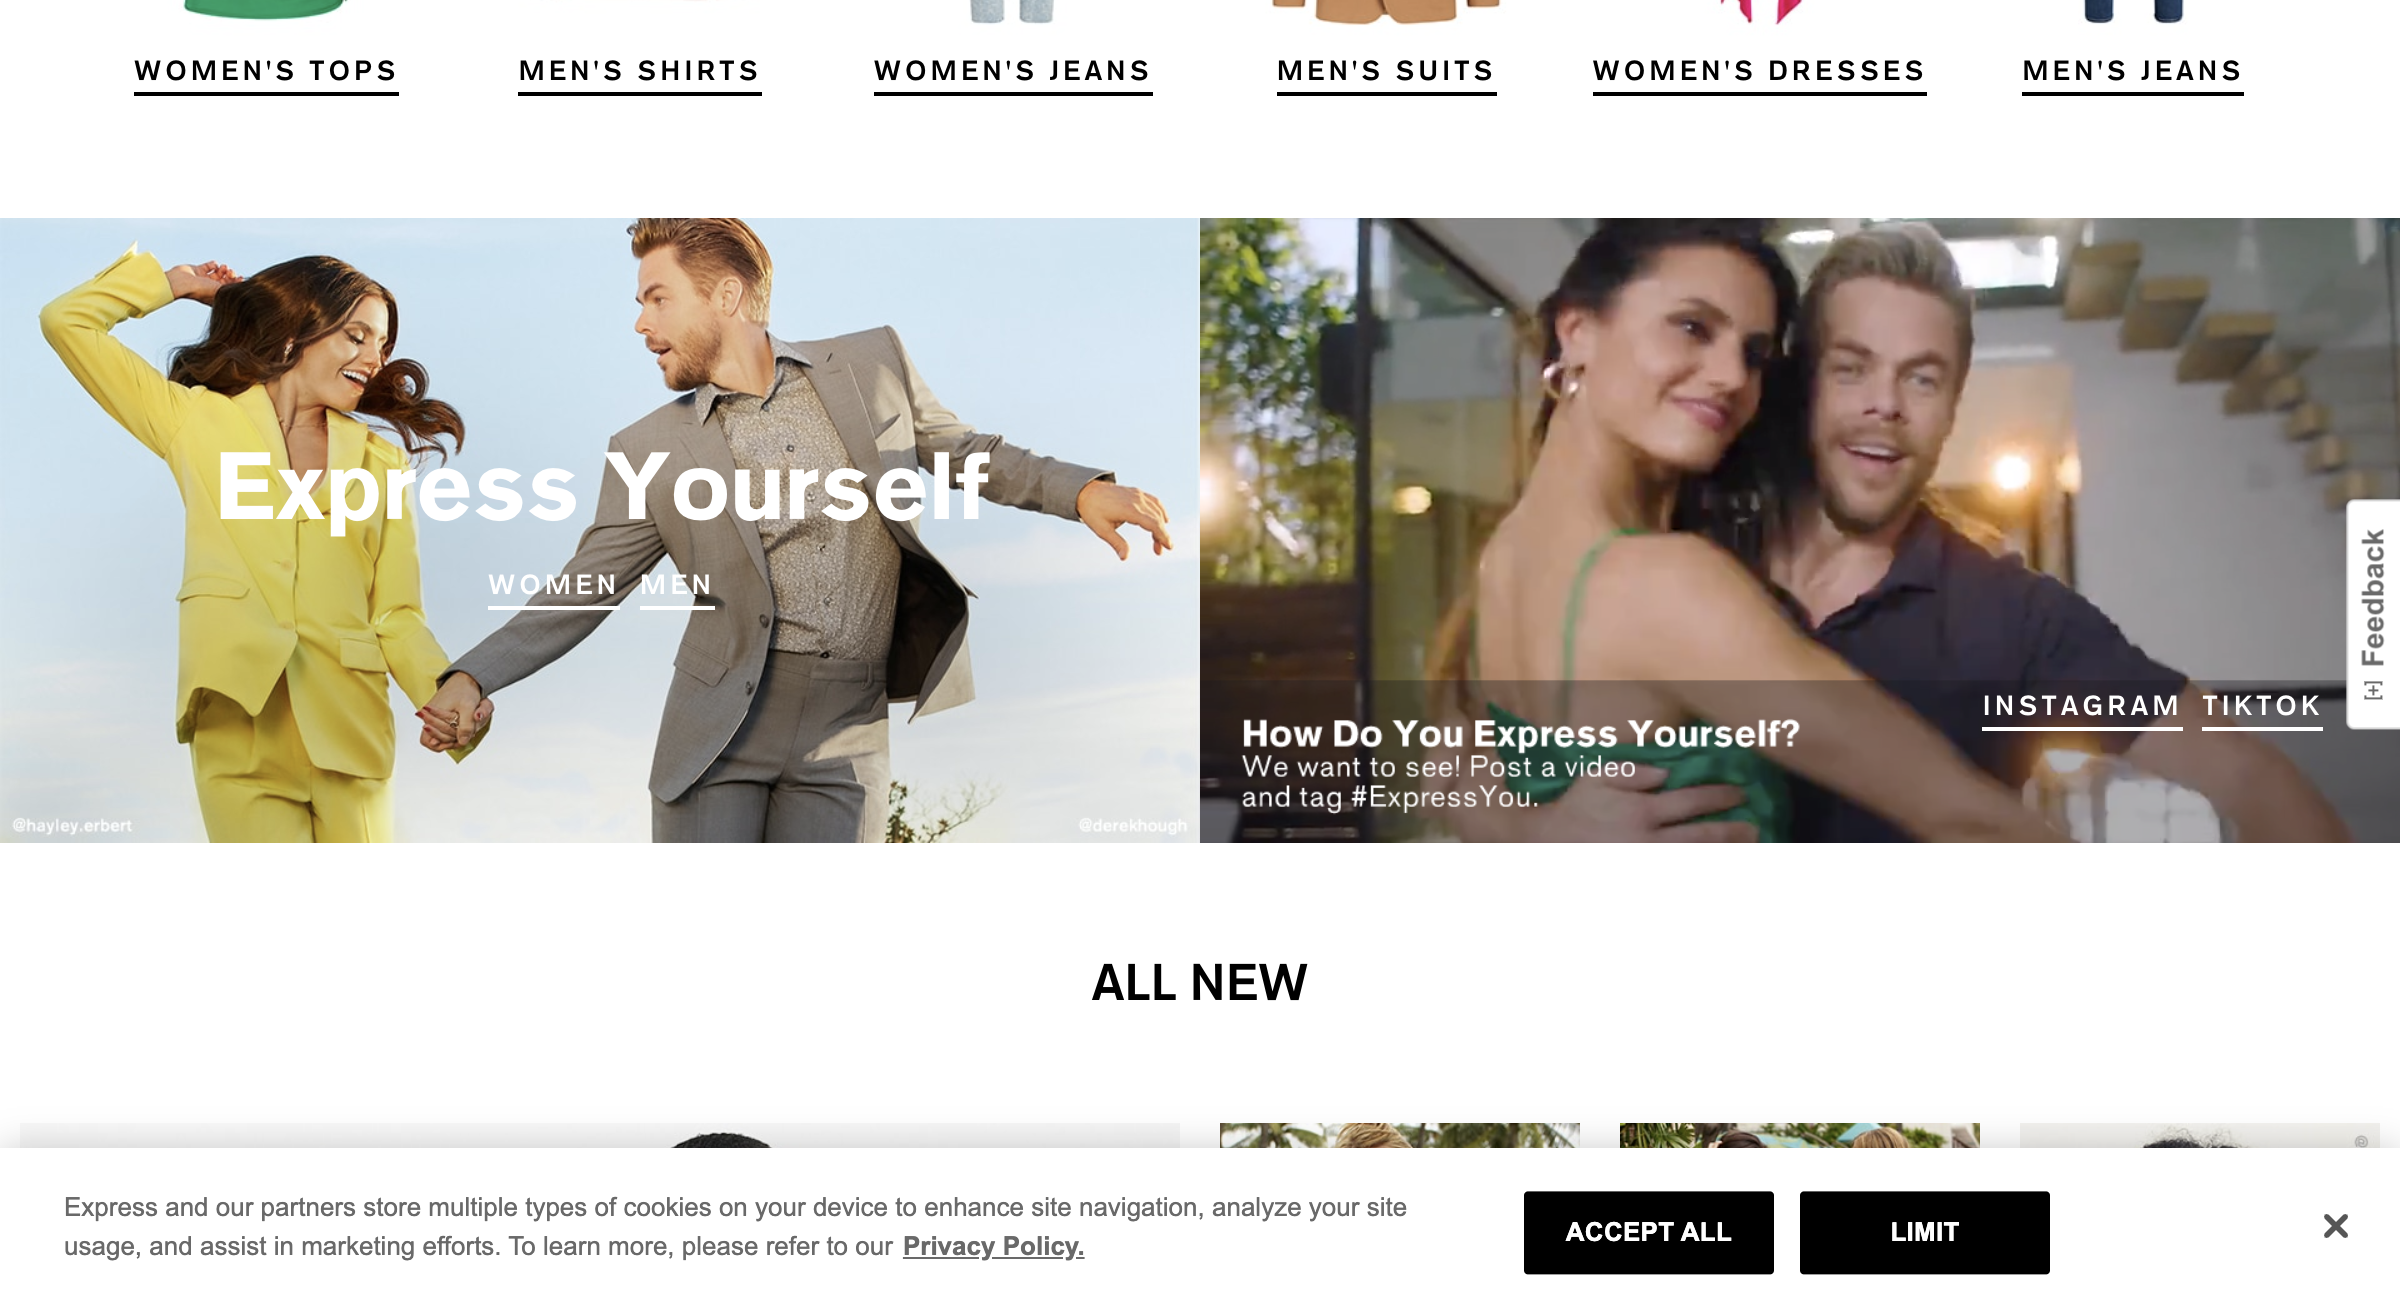 WOMEN'S TOPS
MEN'S SHIRTS
WOMEN'S JEANS
MEN'S SUITS
WOMEN'S DRESSES
MEN'S JEANS
Express Yourself
WOMEN MEN
@hayley.erbert
@derekhough
INSTAGRAM TIKTOK
How Do You Express Yourself?
We want to see! Post a video
and tag #ExpressYou.
[+] Feedback
ALL NEW
Express and our partners store multiple types of cookies on your device to enhance site navigation, analyze your site
usage, and assist in marketing efforts. To learn more, please refer to our Privacy Policy.
ACCEPT ALL
LIMIT